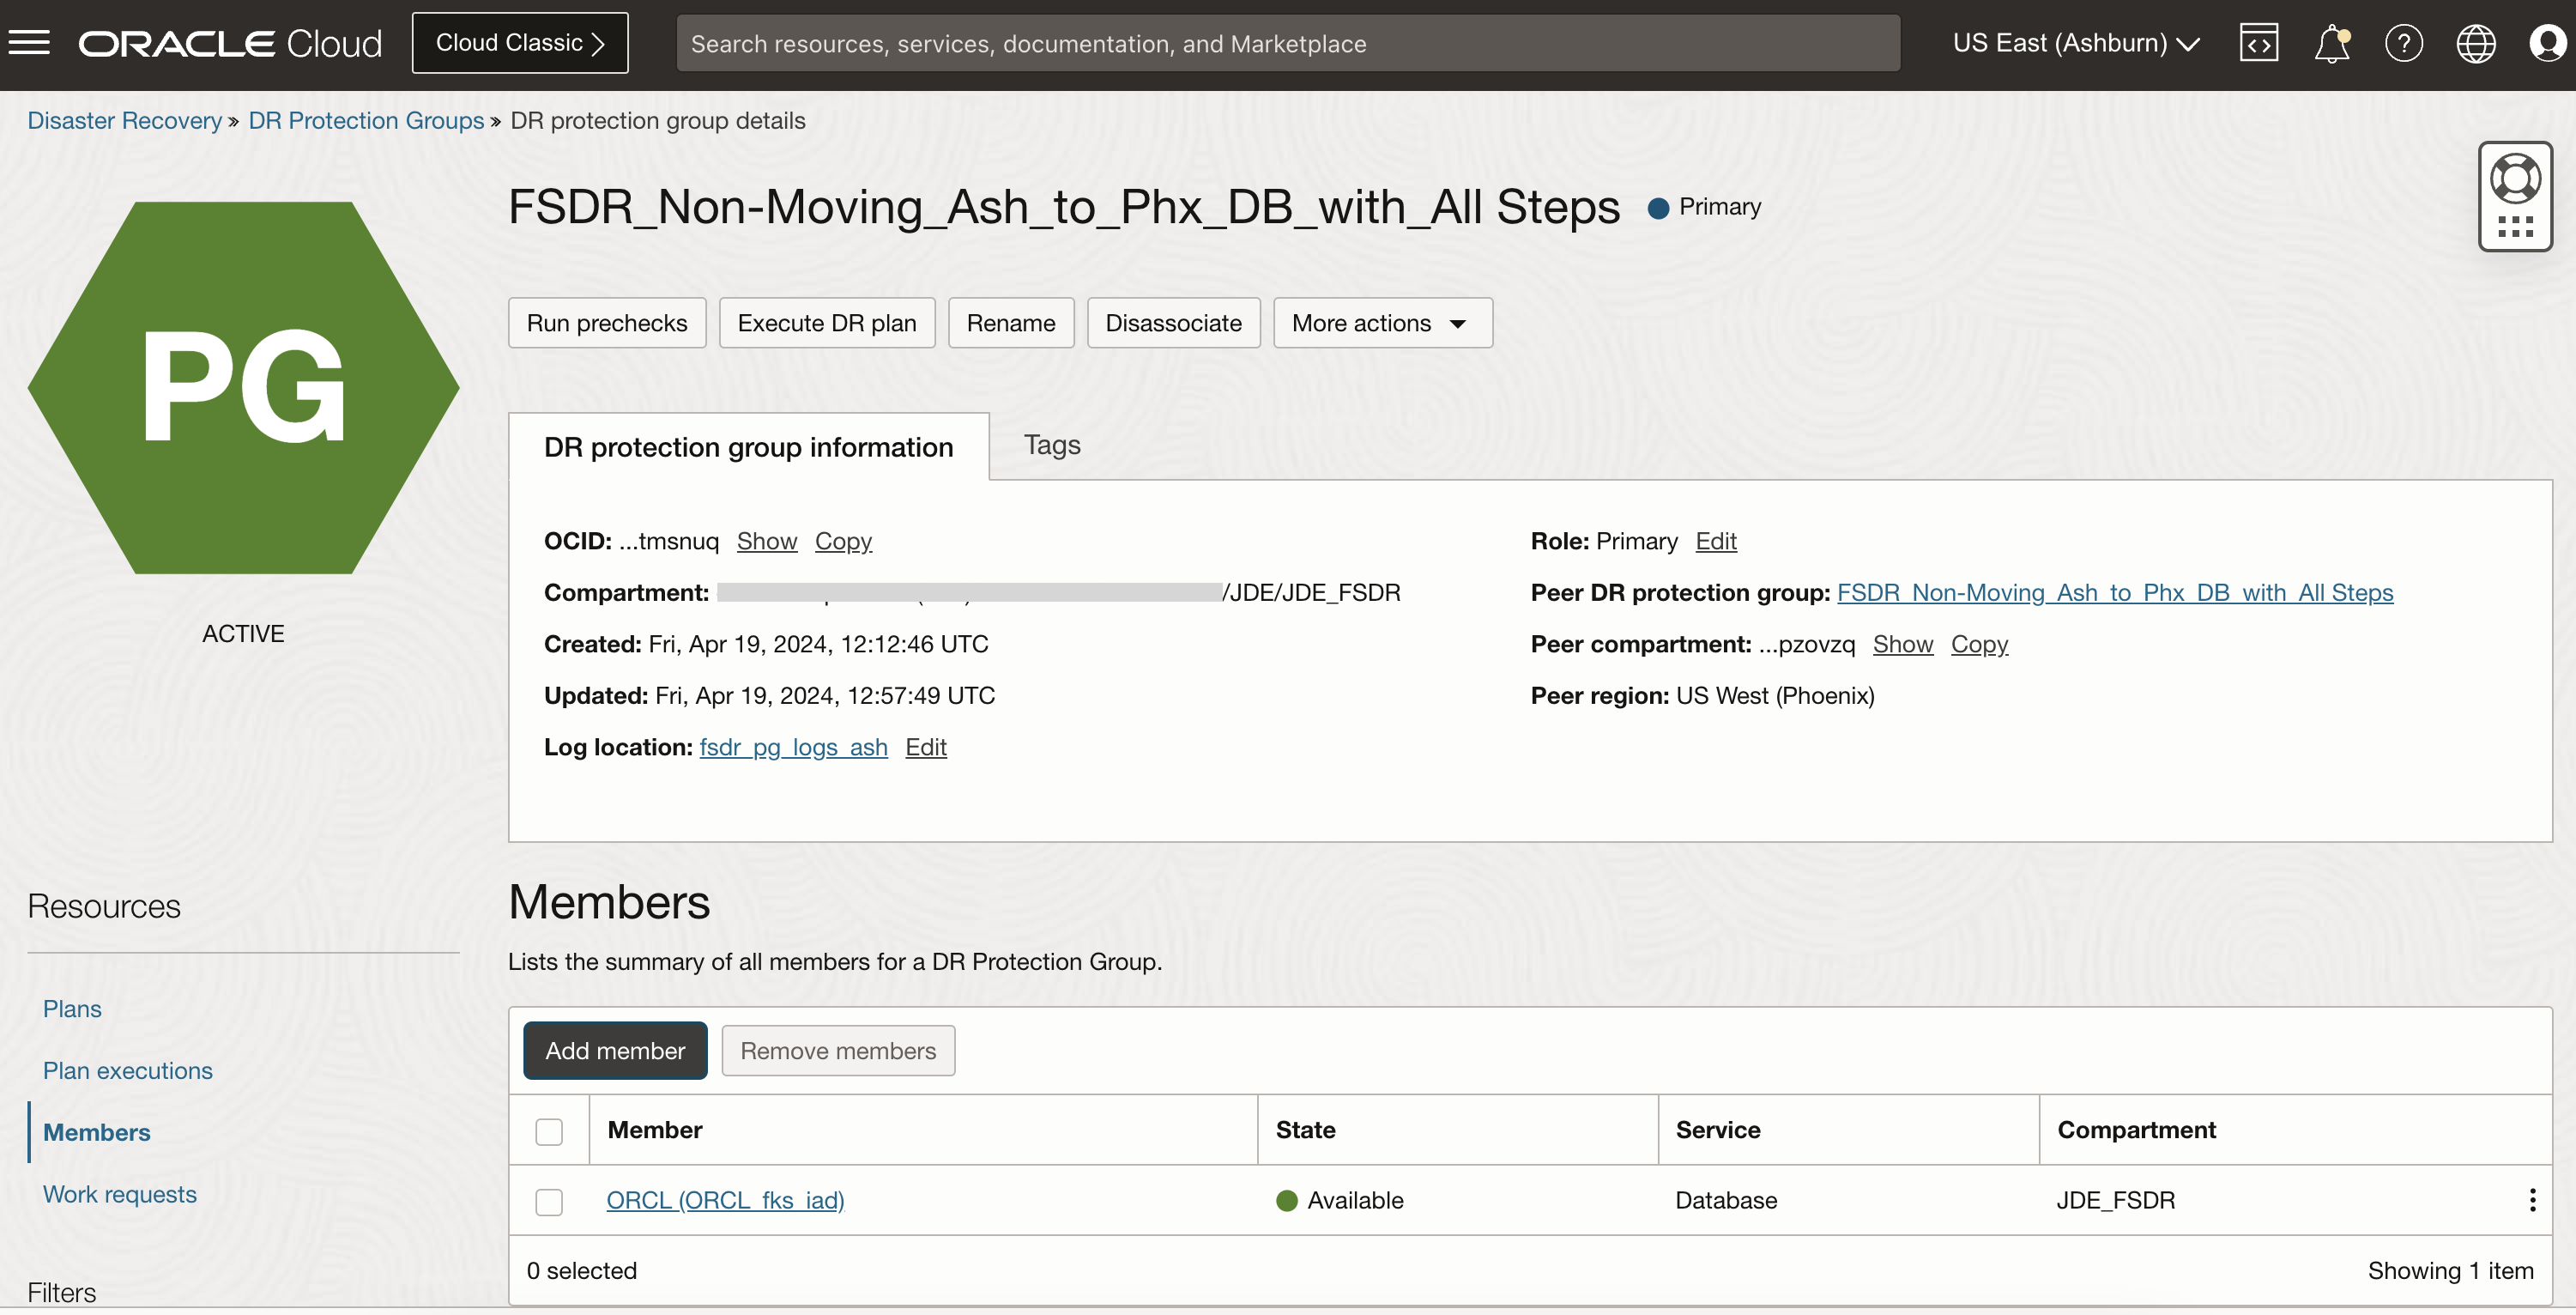 ORACLE Cloud Cloud Classic Search resources, services, documentation, and Marketplace US East (Ashburn)
Disaster Recovery » DR Protection Groups » DR protection group details
FSDR_Non-Moving_Ash_to_Phx_DB_with_All Steps Primary
PG
ACTIVE
Run prechecks Execute DR plan Rename Disassociate More actions
DR protection group information Tags
OCID: ...tmsnuq Show Copy
Compartment: /JDE/JDE_FSDR
Created: Fri, Apr 19, 2024, 12:12:46 UTC
Updated: Fri, Apr 19, 2024, 12:57:49 UTC
Log location: fsdr_pg_logs_ash Edit
Role: Primary Edit
Peer DR protection group: FSDR_Non-Moving_Ash_to_Phx_DB_with_All Steps
Peer compartment: ...pzovzq Show Copy
Peer region: US West (Phoenix)
Resources
Plans
Plan executions
Members
Work requests
Filters
Members
Lists the summary of all members for a DR Protection Group.
Add member Remove members
Member State Service Compartment
ORCL (ORCL_fks_iad) Available Database JDE_FSDR
0 selected Showing 1 item